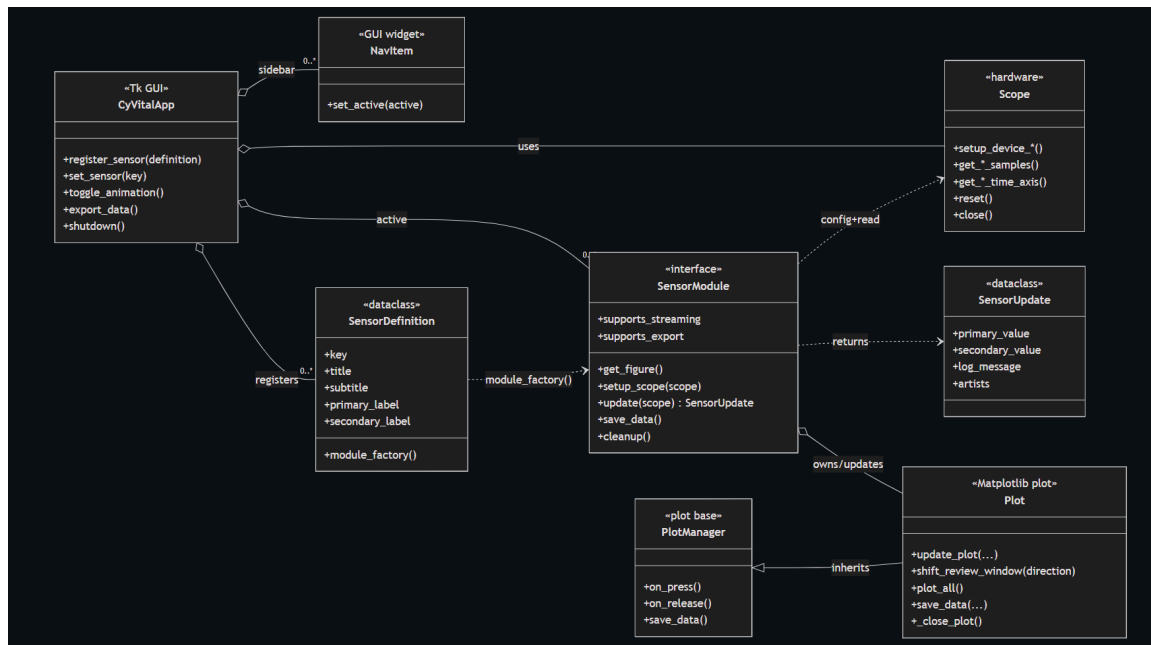 «GUI widget»
NavItem
+set_active(active)
sidebar
0..*
«Tk GUI»
CyVitalApp
+register_sensor(definition)
+set_sensor(key)
+toggle_animation()
+export_data()
+shutdown()
«hardware»
Scope
+setup_device_*()
+get_*_samples()
+get_*_time_axis()
+reset()
+close()
uses
active
config+read
0..
«interface»
SensorModule
+supports_streaming
+supports_export
+get_figure()
+setup_scope(scope)
+update(scope) : SensorUpdate
+save_data()
+cleanup()
«dataclass»
SensorUpdate
+primary_value
+secondary_value
+log_message
+artists
returns
«dataclass»
SensorDefinition
+key
+title
+subtitle
+primary_label
+secondary_label
+module_factory()
registers
0..*
module_factory()
owns/updates
«Matplotlib plot»
Plot
+update_plot(...)
+shift_review_window(direction)
+plot_all()
+save_data(...)
+_close_plot()
«plot base»
PlotManager
+on_press()
+on_release()
+save_data()
inherits